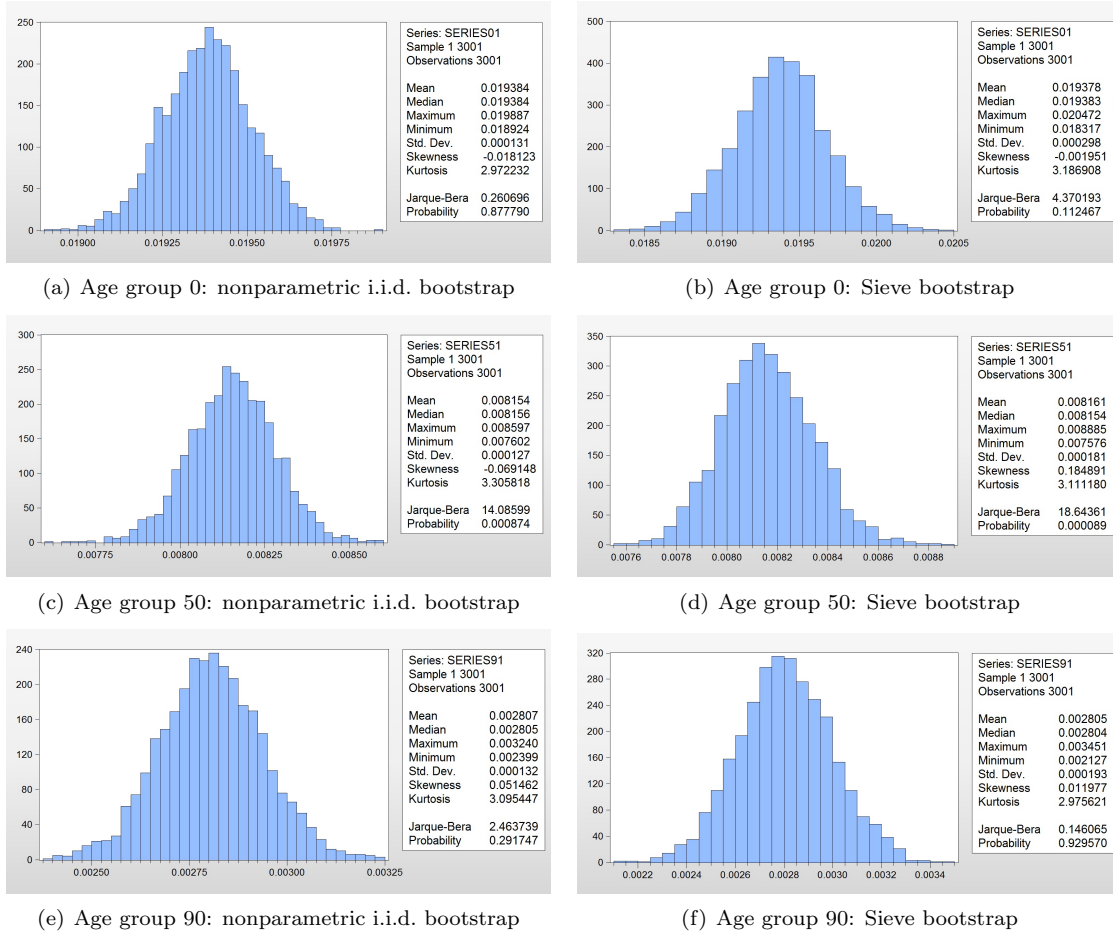 250
200
150
100
50
0
0.01900 0.01925 0.01950 0.01975
Series: SERIES01
Sample 1 3001
Observations 3001
Mean 0.019384
Median 0.019384
Maximum 0.019887
Minimum 0.018924
Std. Dev. 0.000131
Skewness -0.018123
Kurtosis 2.972232
Jarque-Bera 0.260696
Probability 0.877790
(a) Age group 0: nonparametric i.i.d. bootstrap
500
400
300
200
100
0
0.0185 0.0190 0.0195 0.0200 0.0205
Series: SERIES01
Sample 1 3001
Observations 3001
Mean 0.019378
Median 0.019383
Maximum 0.020472
Minimum 0.018317
Std. Dev. 0.000298
Skewness -0.001951
Kurtosis 3.186908
Jarque-Bera 4.370193
Probability 0.112467
(b) Age group 0: Sieve bootstrap
300
250
200
150
100
50
0
0.00775 0.00800 0.00825 0.00850
Series: SERIES51
Sample 1 3001
Observations 3001
Mean 0.008154
Median 0.008156
Maximum 0.008597
Minimum 0.007602
Std. Dev. 0.000127
Skewness -0.069148
Kurtosis 3.305818
Jarque-Bera 14.08599
Probability 0.000874
(c) Age group 50: nonparametric i.i.d. bootstrap
350
300
250
200
150
100
50
0
0.0076 0.0078 0.0080 0.0082 0.0084 0.0086 0.0088
Series: SERIES51
Sample 1 3001
Observations 3001
Mean 0.008161
Median 0.008154
Maximum 0.008885
Minimum 0.007576
Std. Dev. 0.000181
Skewness 0.184891
Kurtosis 3.111180
Jarque-Bera 18.64361
Probability 0.000089
(d) Age group 50: Sieve bootstrap
240
200
160
120
80
40
0
0.00250 0.00275 0.00300 0.00325
Series: SERIES91
Sample 1 3001
Observations 3001
Mean 0.002807
Median 0.002805
Maximum 0.003240
Minimum 0.002399
Std. Dev. 0.000132
Skewness 0.051462
Kurtosis 3.095447
Jarque-Bera 2.463739
Probability 0.291747
(e) Age group 90: nonparametric i.i.d. bootstrap
320
280
240
200
160
120
80
40
0
0.0022 0.0024 0.0026 0.0028 0.0030 0.0032 0.0034
Series: SERIES91
Sample 1 3001
Observations 3001
Mean 0.002805
Median 0.002804
Maximum 0.003451
Minimum 0.002127
Std. Dev. 0.000193
Skewness 0.011977
Kurtosis 2.975621
Jarque-Bera 0.146065
Probability 0.929570
(f) Age group 90: Sieve bootstrap